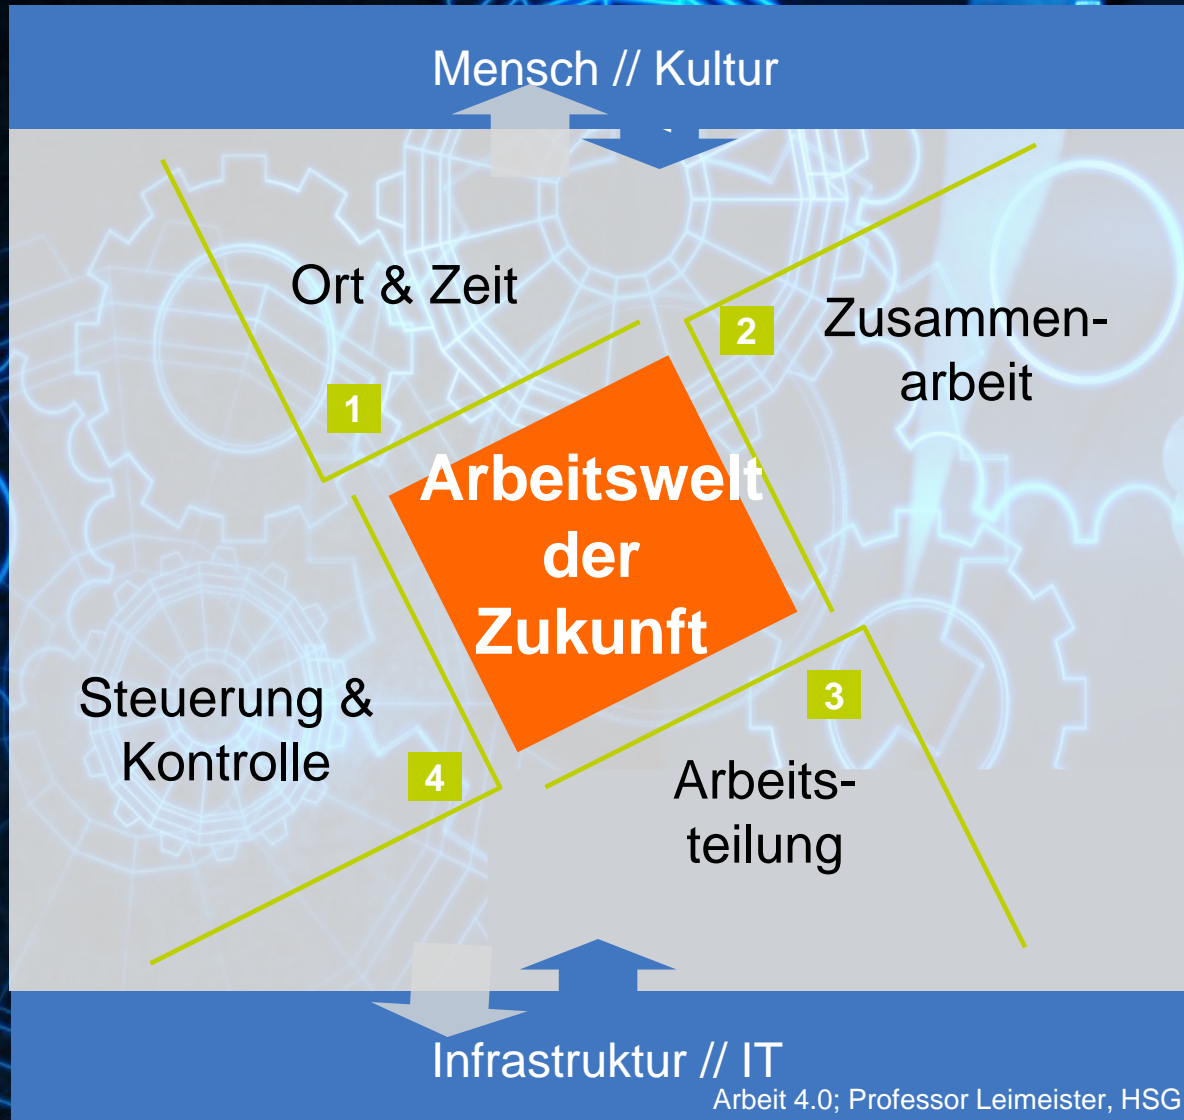 Mensch // Kultur
Ort & Zeit
1
2
Zusammen-
arbeit
Arbeitswelt
der
Zukunft
Steuerung &
Kontrolle
4
3
Arbeits-
teilung
Infrastruktur // IT
Arbeit 4.0; Professor Leimeister, HSG